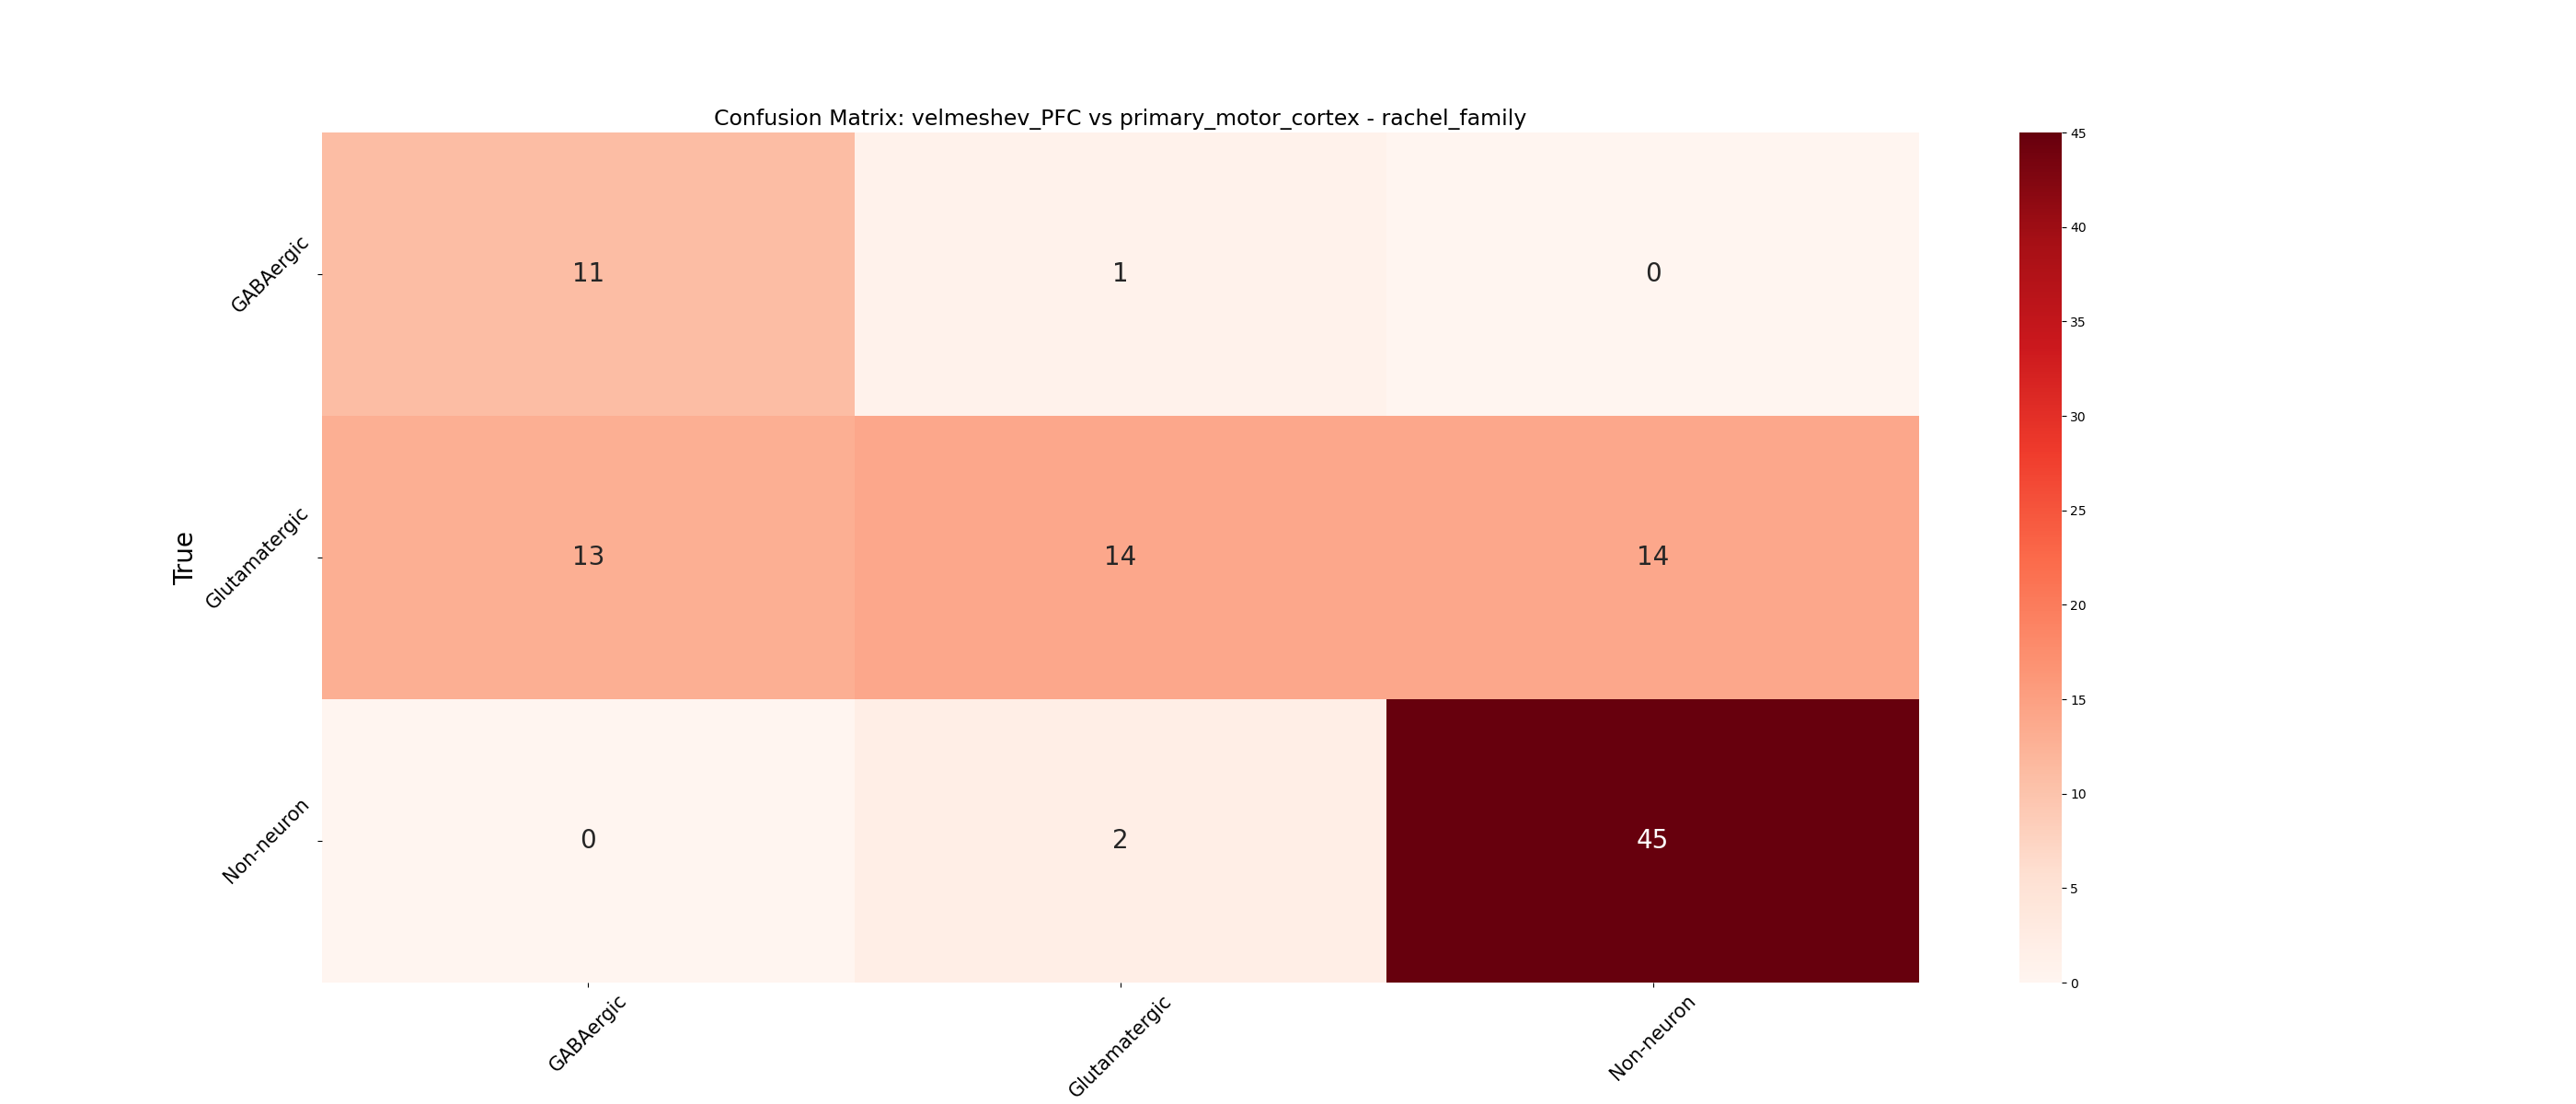 Confusion Matrix: velmeshev_PFC vs primary_motor_cortex - rachel_family
True
GABAergic
11
1
0
Glutamatergic
13
14
14
Non-neuron
0
2
45
GABAergic
Glutamatergic
Non-neuron
45
40
35
30
25
20
15
10
5
0